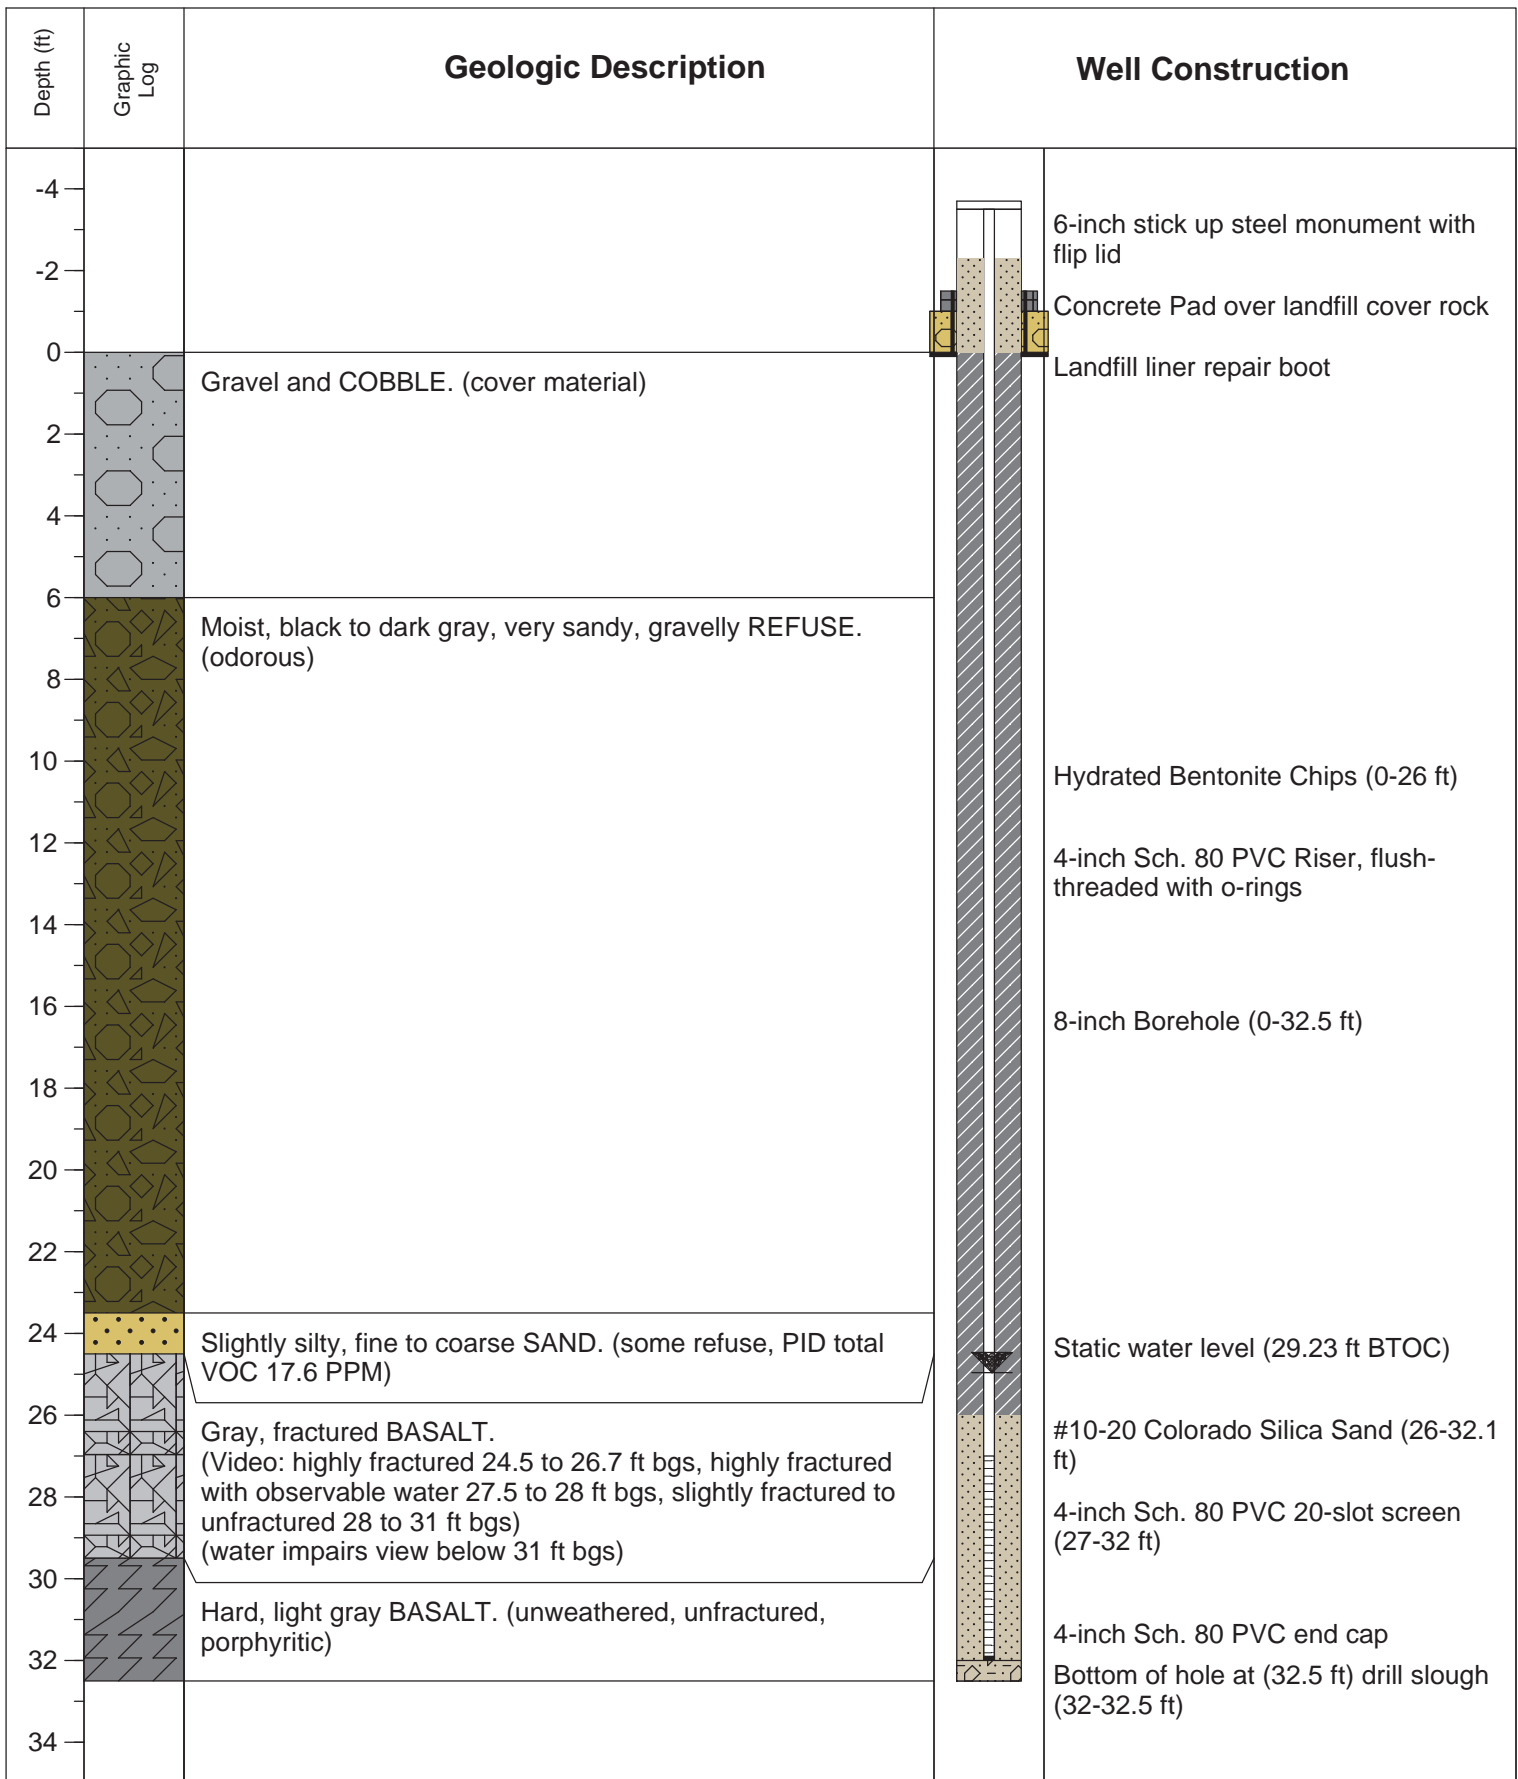 Depth (ft)
Graphic
Log
Geologic Description
Well Construction
-4
-2
0
2
4
6
8
10
12
14
16
18
20
22
24
26
28
30
32
34
Gravel and COBBLE. (cover material)
Moist, black to dark gray, very sandy, gravelly REFUSE.
(odorous)
Slightly silty, fine to coarse SAND. (some refuse, PID total
VOC 17.6 PPM)
Gray, fractured BASALT.
(Video: highly fractured 24.5 to 26.7 ft bgs, highly fractured
with observable water 27.5 to 28 ft bgs, slightly fractured to
unfractured 28 to 31 ft bgs)
(water impairs view below 31 ft bgs)
Hard, light gray BASALT. (unweathered, unfractured,
porphyritic)
6-inch stick up steel monument with
flip lid
Concrete Pad over landfill cover rock
Landfill liner repair boot
Hydrated Bentonite Chips (0-26 ft)
4-inch Sch. 80 PVC Riser, flush-
threaded with o-rings
8-inch Borehole (0-32.5 ft)
Static water level (29.23 ft BTOC)
#10-20 Colorado Silica Sand (26-32.1
ft)
4-inch Sch. 80 PVC 20-slot screen
(27-32 ft)
4-inch Sch. 80 PVC end cap
Bottom of hole at (32.5 ft) drill slough
(32-32.5 ft)